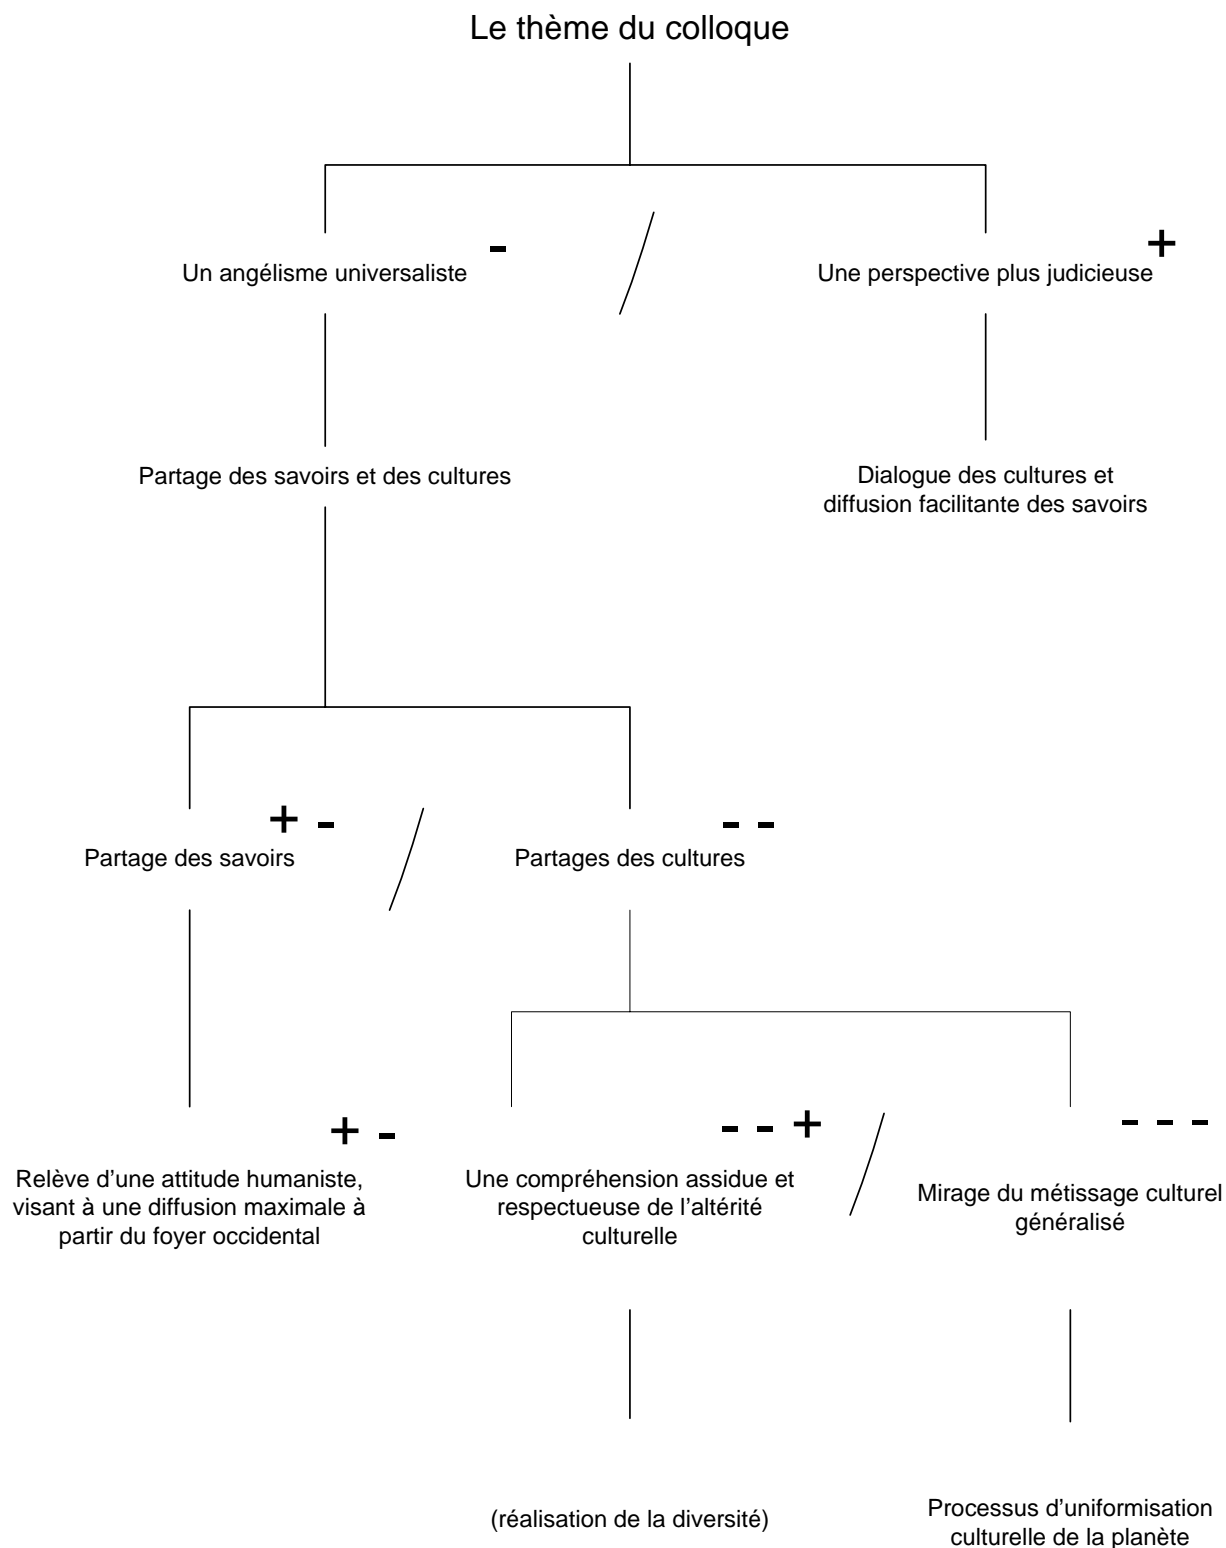 Le thème du colloque
- /
+
Un angélisme universaliste
Une perspective plus judicieuse
Partage des savoirs et des cultures
Dialogue des cultures et
diffusion facilitante des savoirs
+ - /
- -
Partage des savoirs
Partages des cultures
+ -
- - + /
- - -
Relève d’une attitude humaniste,
visant à une diffusion maximale à
partir du foyer occidental
Une compréhension assidue et
respectueuse de l’altérité
culturelle
Mirage du métissage culturel
généralisé
(réalisation de la diversité)
Processus d’uniformisation
culturelle de la planète